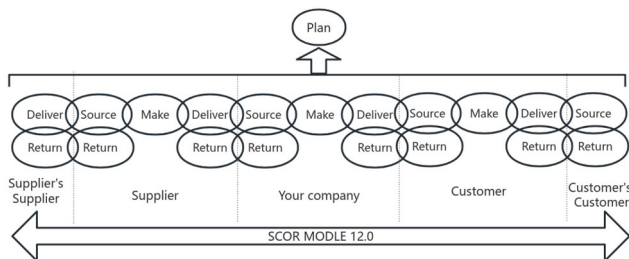 Plan
Deliver Source Make Deliver Source Make Deliver Source Make Deliver Source
Return Return Return Return Return Return Return Return
Supplier's
Supplier
Supplier
Your company
Customer
Customer's
Customer
SCOR MODLE 12.0